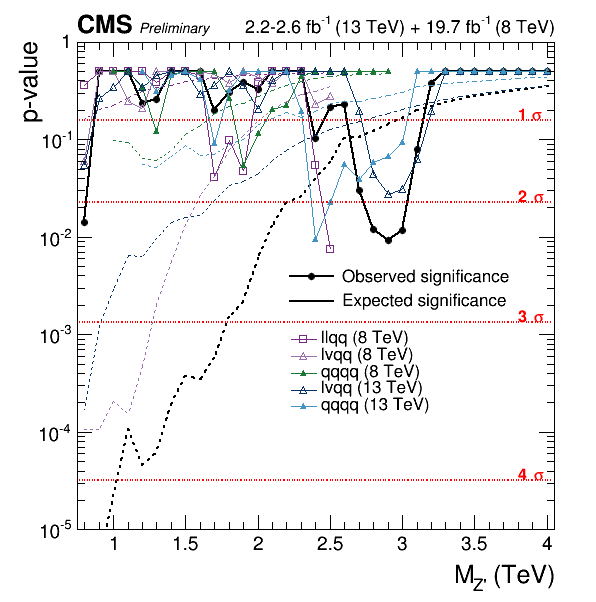 CMS Preliminary 2.2-2.6 fb⁻¹ (13 TeV) + 19.7 fb⁻¹ (8 TeV)
p-value
1
10⁻¹
10⁻²
10⁻³
10⁻⁴
10⁻⁵
1 σ
2 σ
3 σ
4 σ
Observed significance
Expected significance
llqq (8 TeV)
lvqq (8 TeV)
qqqq (8 TeV)
lvqq (13 TeV)
qqqq (13 TeV)
1 1.5 2 2.5 3 3.5 4
M_Z' (TeV)